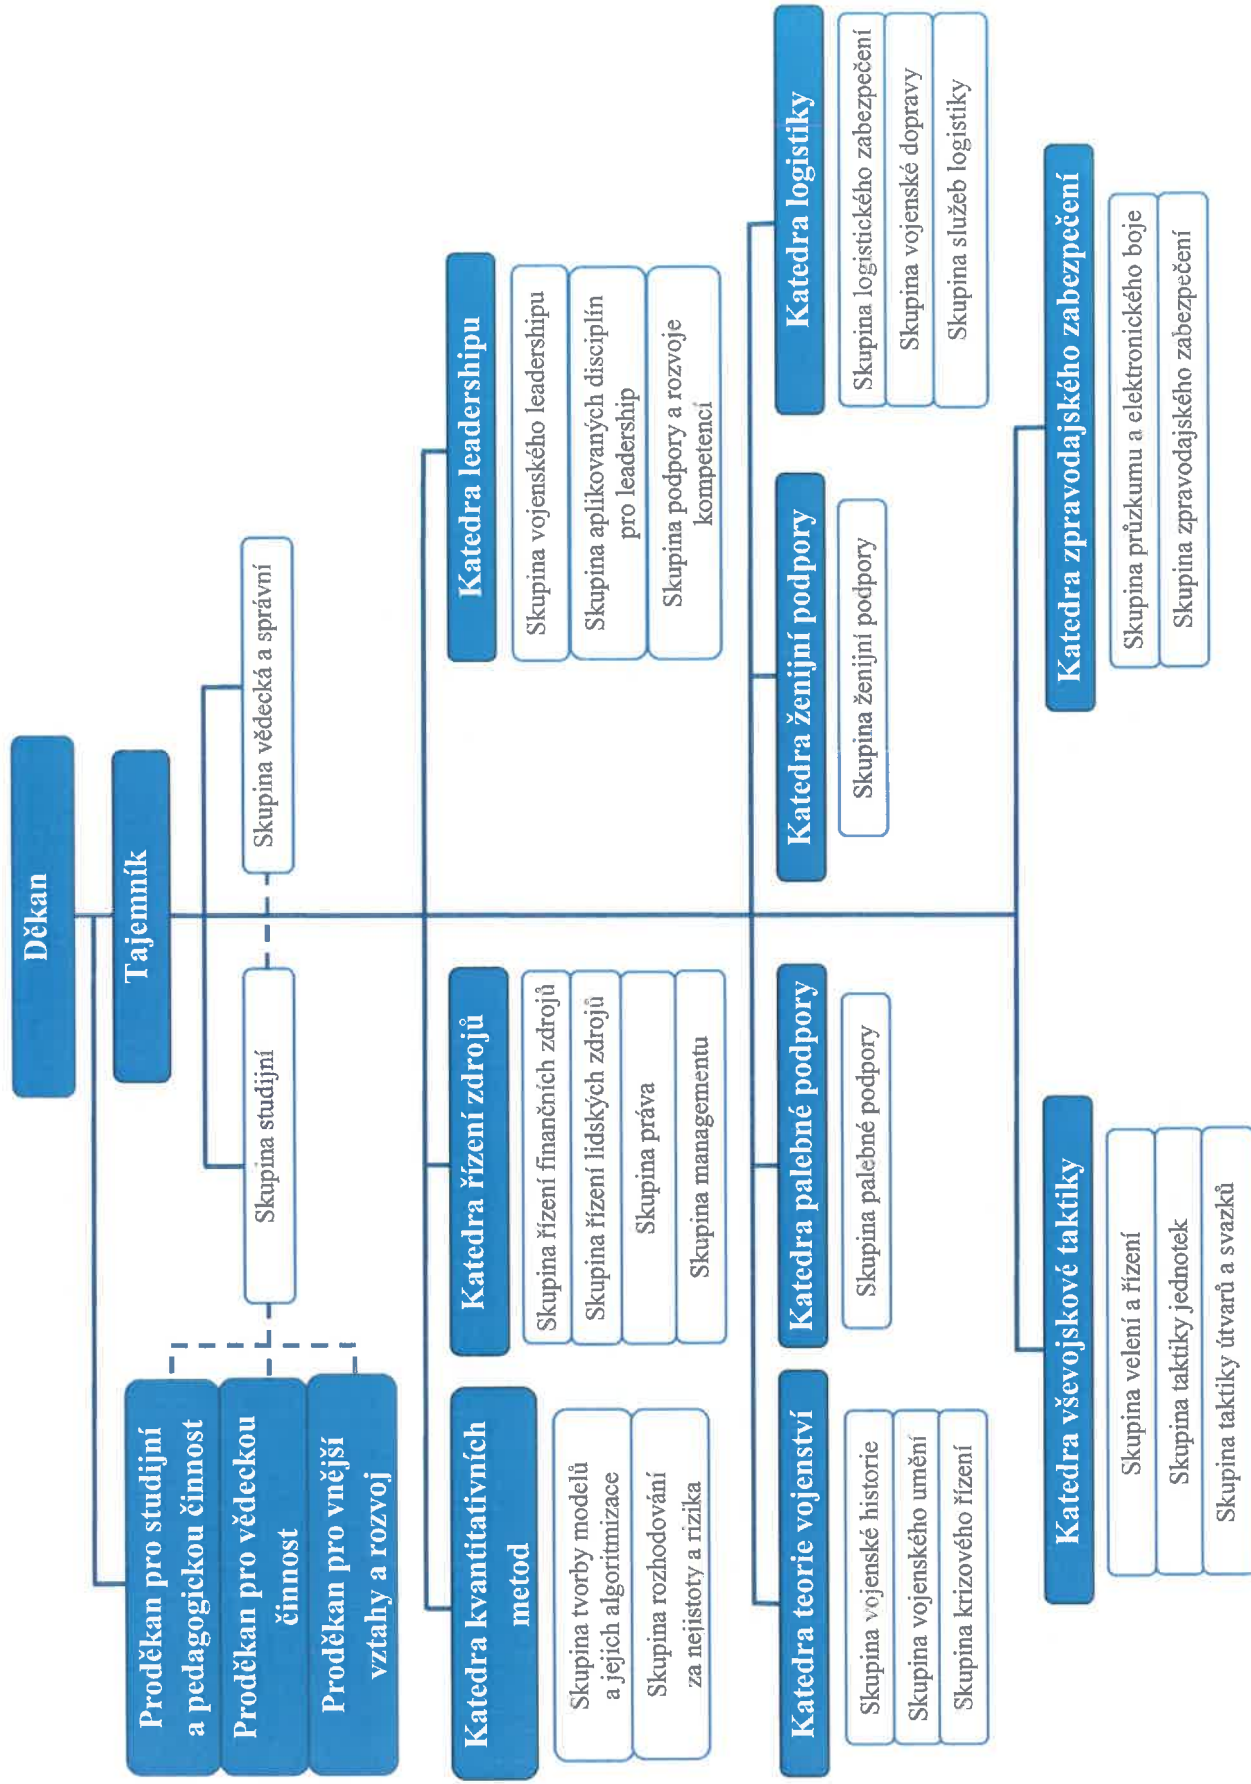 Děkan
Tajemník
Proděkan pro studijní
a pedagogickou činnost
Proděkan pro vědeckou
činnost
Proděkan pro vnější
vztahy a rozvoj
Skupina studijní
Skupina vědecká a správní
Katedra kvantitativních
metod
Skupina tvorby modelů
a jejich algoritmizace
Skupina rozhodování
za nejistoty a rizika
Katedra řízení zdrojů
Skupina řízení finančních zdrojů
Skupina řízení lidských zdrojů
Skupina práva
Skupina managementu
Katedra leadershipu
Skupina vojenského leadershipu
Skupina aplikovaných disciplín
pro leadership
Skupina podpory a rozvoje
kompetencí
Katedra teorie vojenství
Skupina vojenské historie
Skupina vojenského umění
Skupina krizového řízení
Katedra palebné podpory
Skupina palebné podpory
Katedra ženijní podpory
Skupina ženijní podpory
Katedra logistiky
Skupina logistického zabezpečení
Skupina vojenské dopravy
Skupina služeb logistiky
Katedra vševojskové taktiky
Skupina velení a řízení
Skupina taktiky jednotek
Skupina taktiky útvarů a svazků
Katedra zpravodajského zabezpečení
Skupina průzkumu a elektronického boje
Skupina zpravodajského zabezpečení